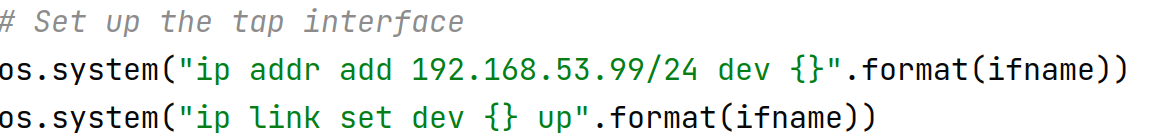 # Set up the tap interface
os.system("ip addr add 192.168.53.99/24 dev {}".format(ifname))
os.system("ip link set dev {} up".format(ifname))